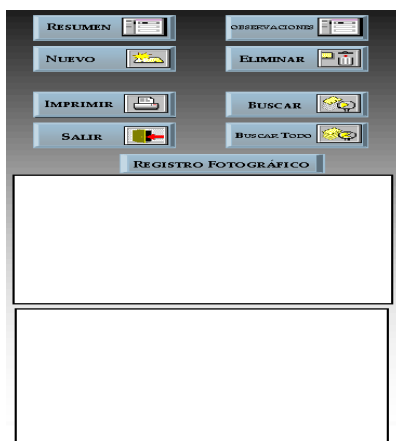 RESUMEN
OBSERVACIONES
NUEVO
ELIMINAR
IMPRIMIR
BUSCAR
SALIR
BUSCAR TODO
REGISTRO FOTOGRÁFICO